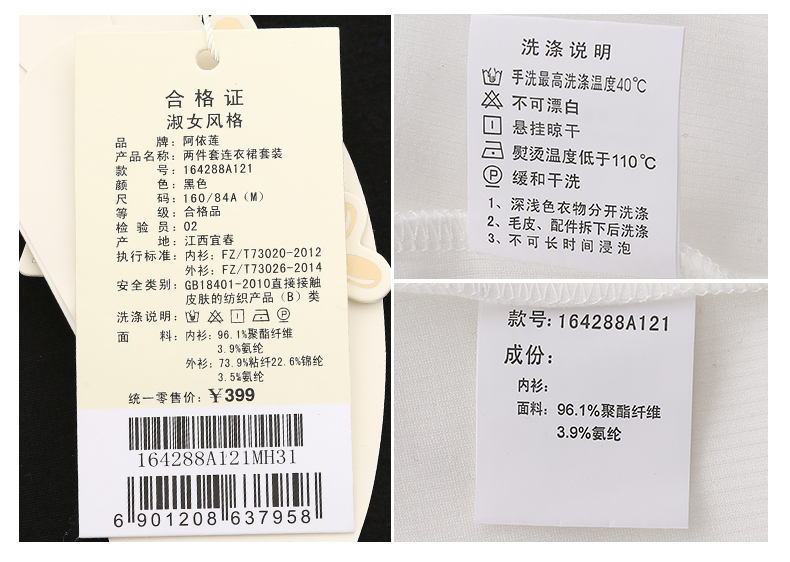 合格证
淑女风格
品牌：阿依莲
产品名称：两件套连衣裙套装
款号：164288A121
颜色：黑色
尺码：160/84A（M）
等级：合格品
检验员：02
产地：江西宜春
执行标准：内衫：FZ/T73020-2012
外衫：FZ/T73026-2014
安全类别：GB18401-2010直接接触
皮肤的纺织产品（B）类
洗涤说明：
面料：内衫：96.1%聚酯纤维
3.9%氨纶
外衫：73.9%粘纤22.6%锦纶
3.5%氨纶
统一零售价：￥399
164288A121MH31
6 901208 637958
洗涤说明
手洗最高洗涤温度40℃
不可漂白
悬挂晾干
熨烫温度低于110℃
P 缓和干洗
1、深浅色衣物分开洗涤
2、毛皮、配件拆下后洗涤
3、不可长时间浸泡
款号：164288A121
成份：
内衫：
面料：96.1%聚酯纤维
3.9%氨纶